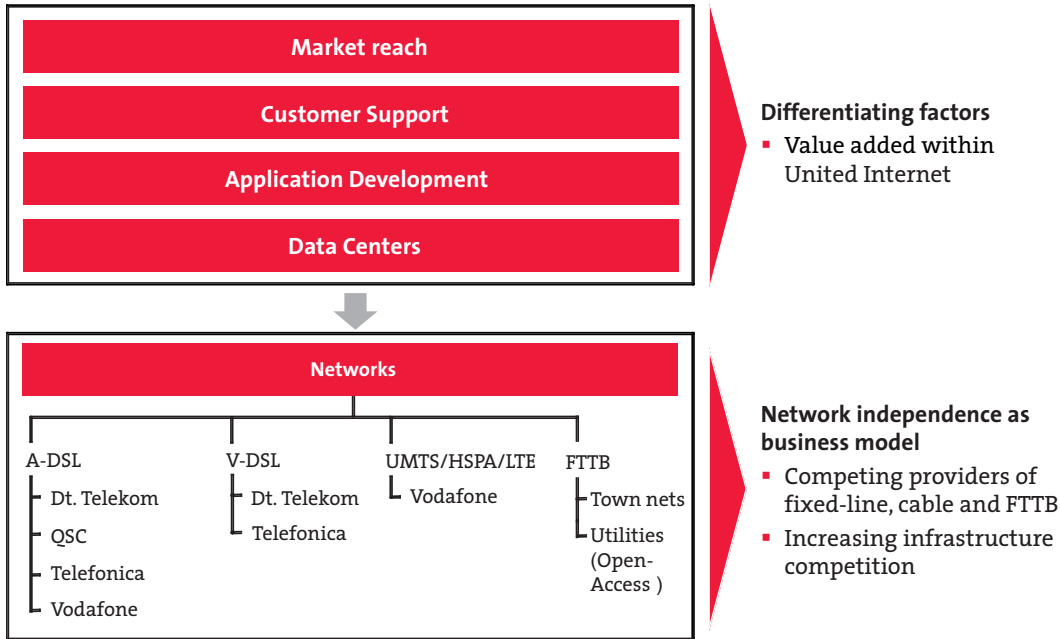 Market reach
Customer Support
Application Development
Data Centers
Differentiating factors
▪ Value added within
United Internet
Networks
A-DSL
Dt. Telekom
QSC
Telefonica
Vodafone
V-DSL
Dt. Telekom
Telefonica
UMTS/HSPA/LTE
Vodafone
FTTB
Town nets
Utilities
(Open-
Access )
Network independence as
business model
▪ Competing providers of
fixed-line, cable and FTTB
▪ Increasing infrastructure
competition